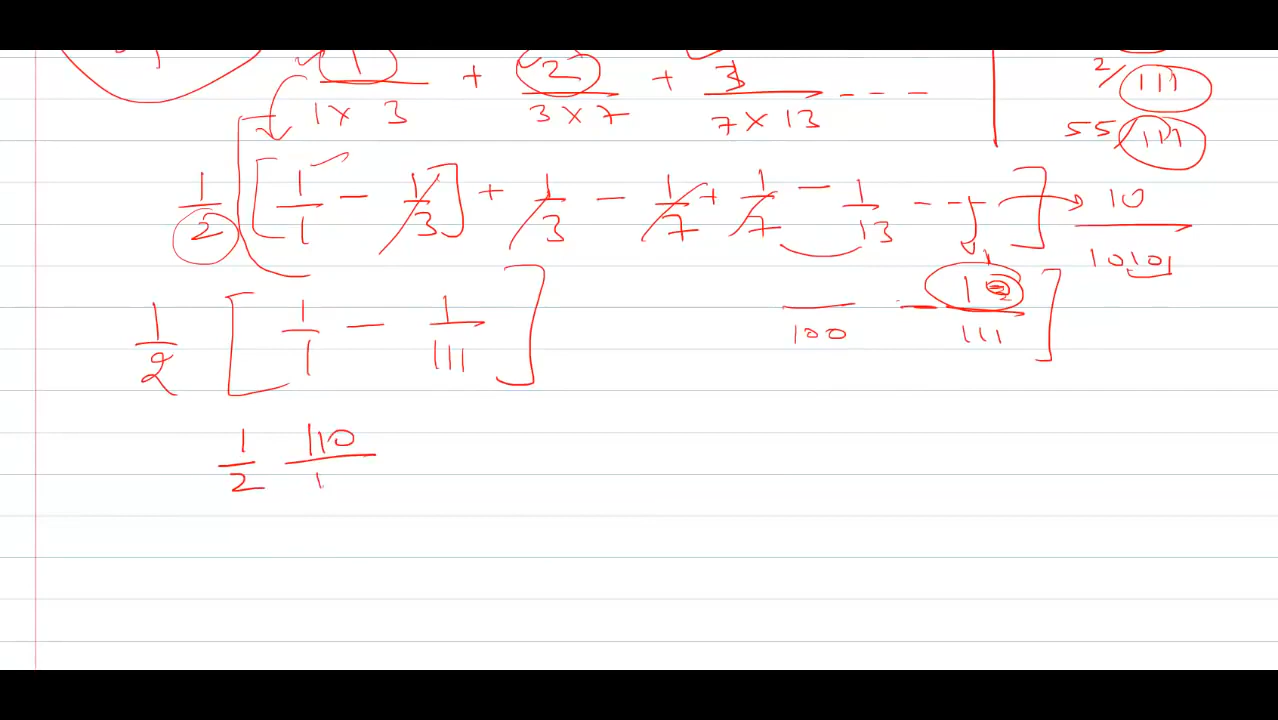 1/(1 × 3) + 2/(3 × 7) + 3/(7 × 13) - - - -
2/111
55/111
1/2 [1/1 - 1/3] + 1/3 - 1/7 + 1/7 - 1/13 - - - ] → 10/10101
1/2 [1/1 - 1/111]
100 - 1/111 ]
1/2 110/1